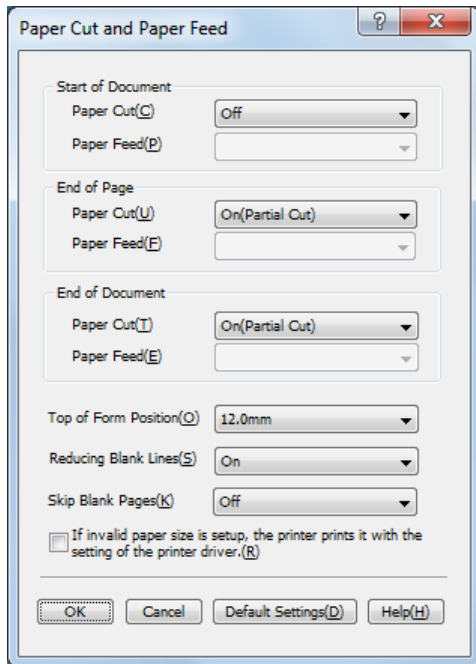 Paper Cut and Paper Feed
Start of Document
Paper Cut(C) Off
Paper Feed(P)
End of Page
Paper Cut(U) On(Partial Cut)
Paper Feed(F)
End of Document
Paper Cut(T) On(Partial Cut)
Paper Feed(E)
Top of Form Position(O) 12.0mm
Reducing Blank Lines(S) On
Skip Blank Pages(K) Off
If invalid paper size is setup, the printer prints it with the
setting of the printer driver.(R)
OK Cancel Default Settings(D) Help(H)